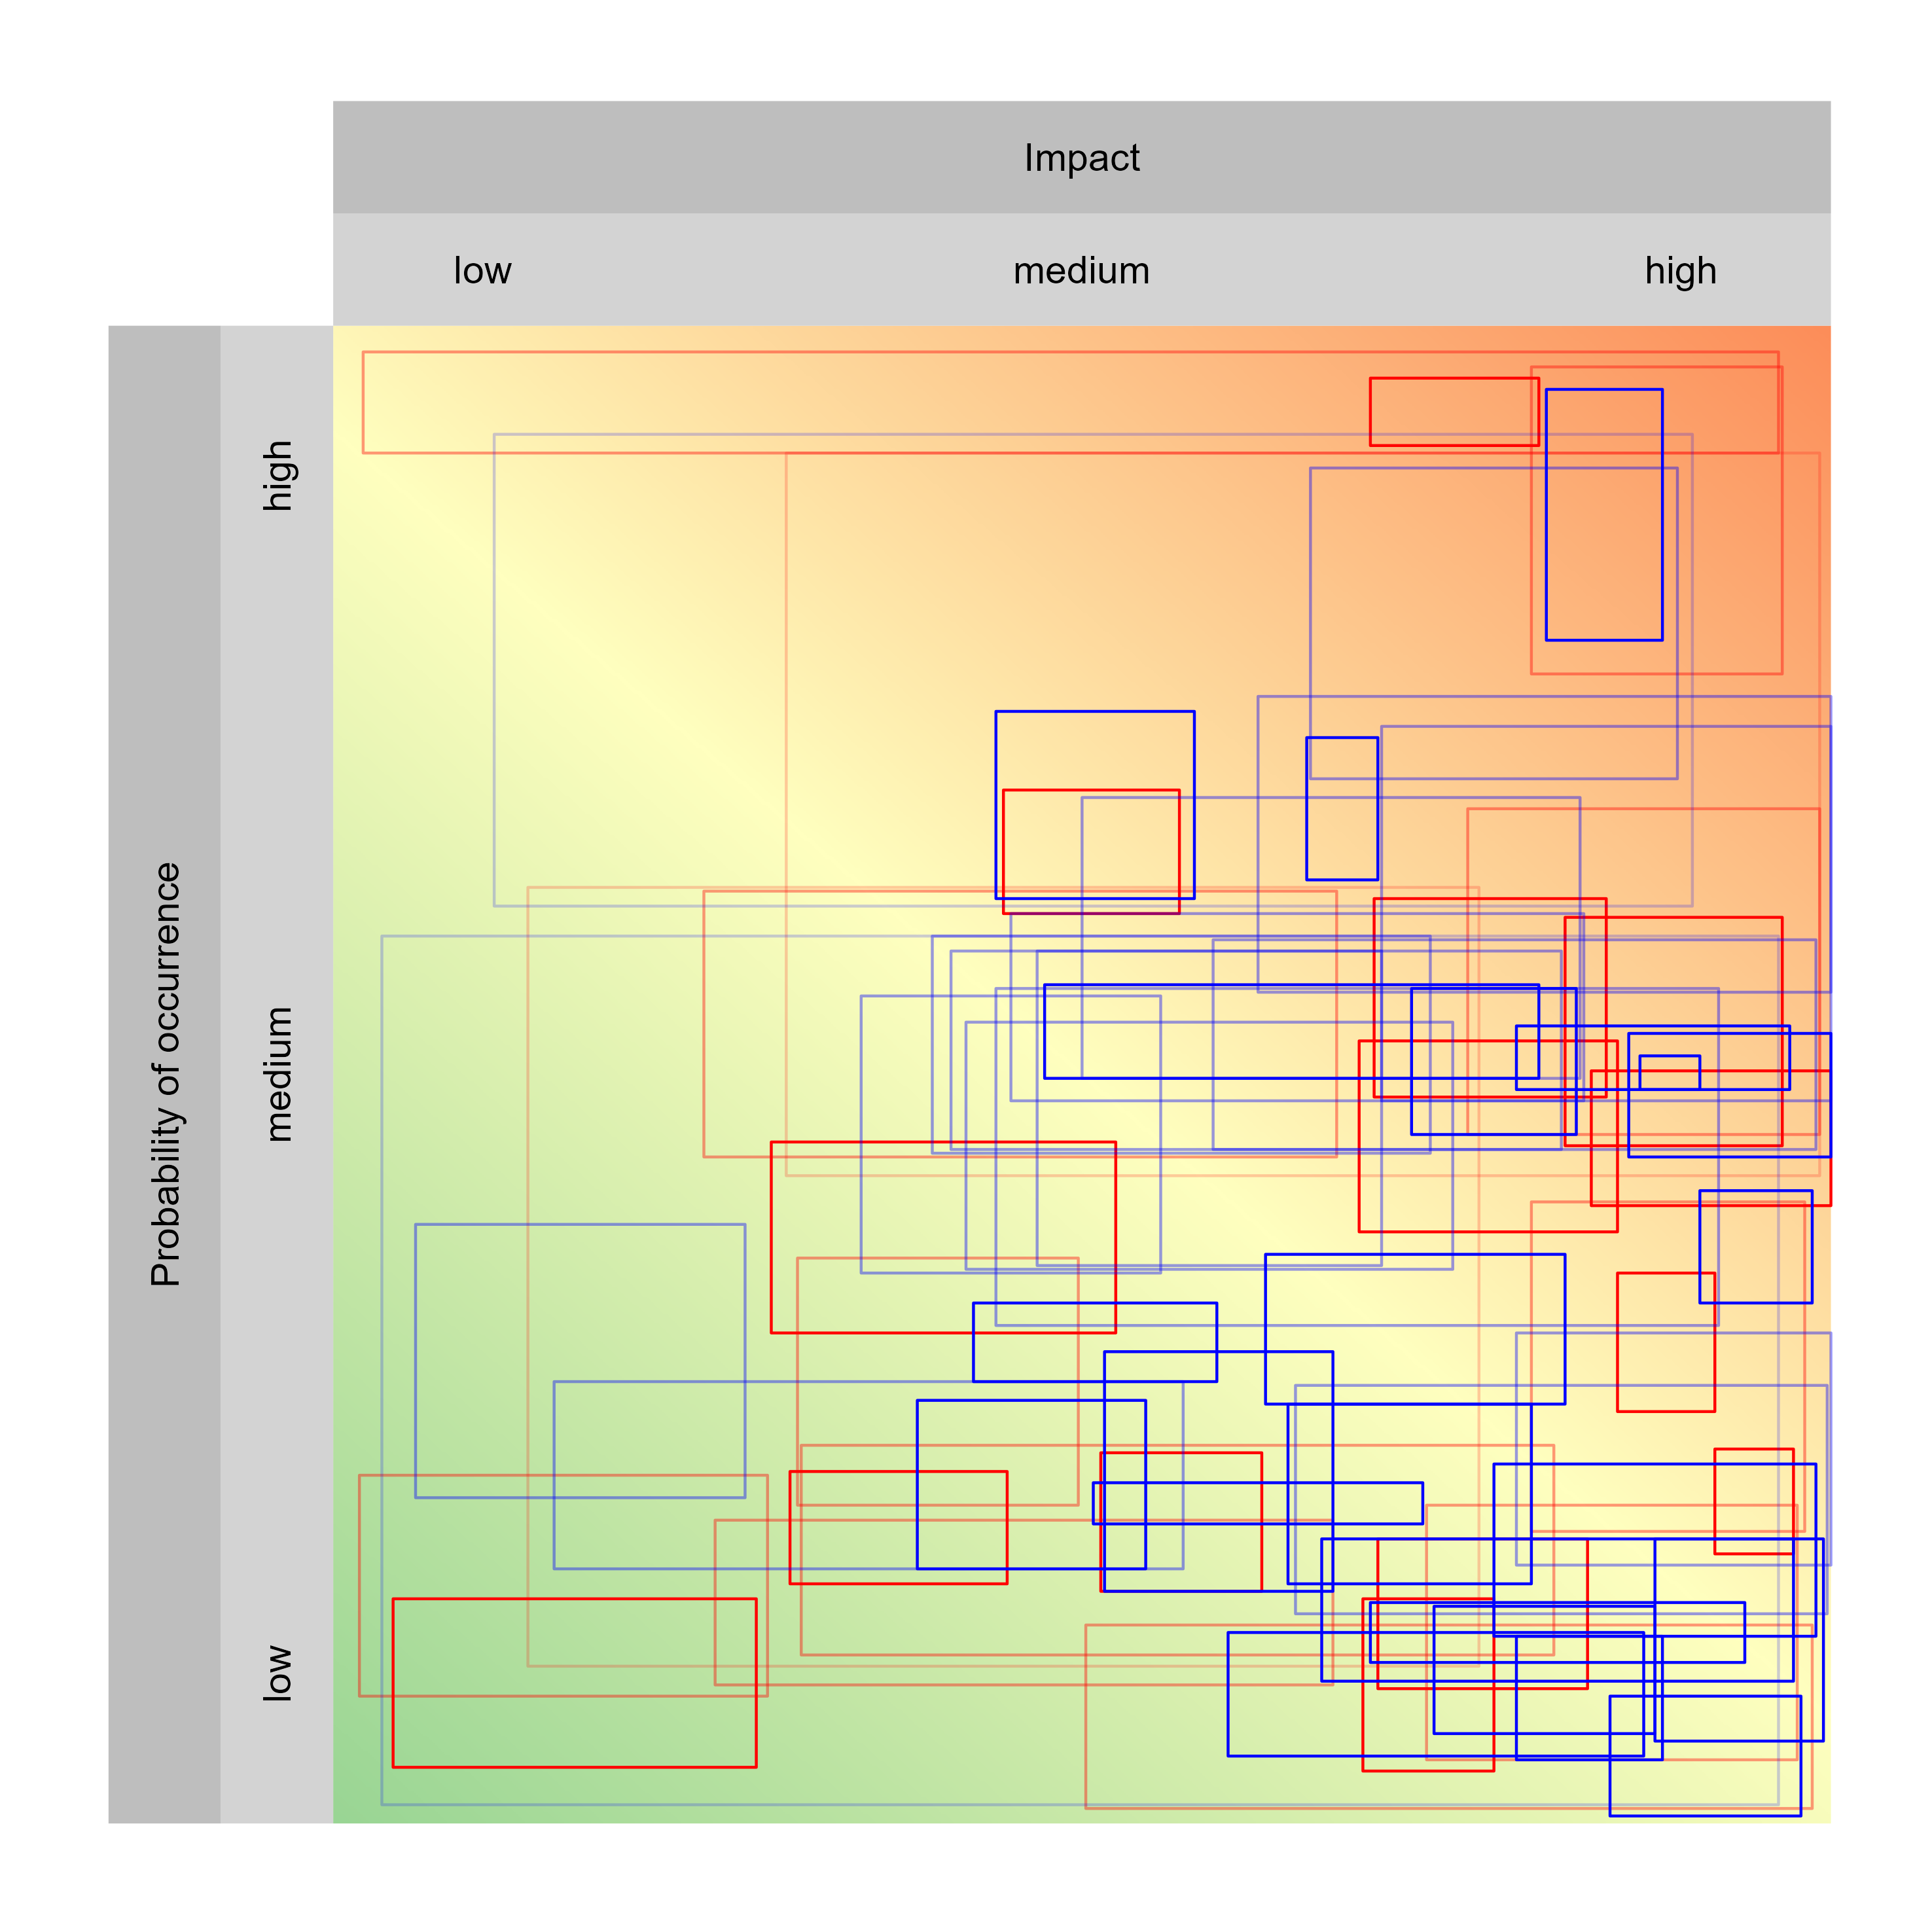 Impact
low medium high
Probability of occurrence
high
medium
low